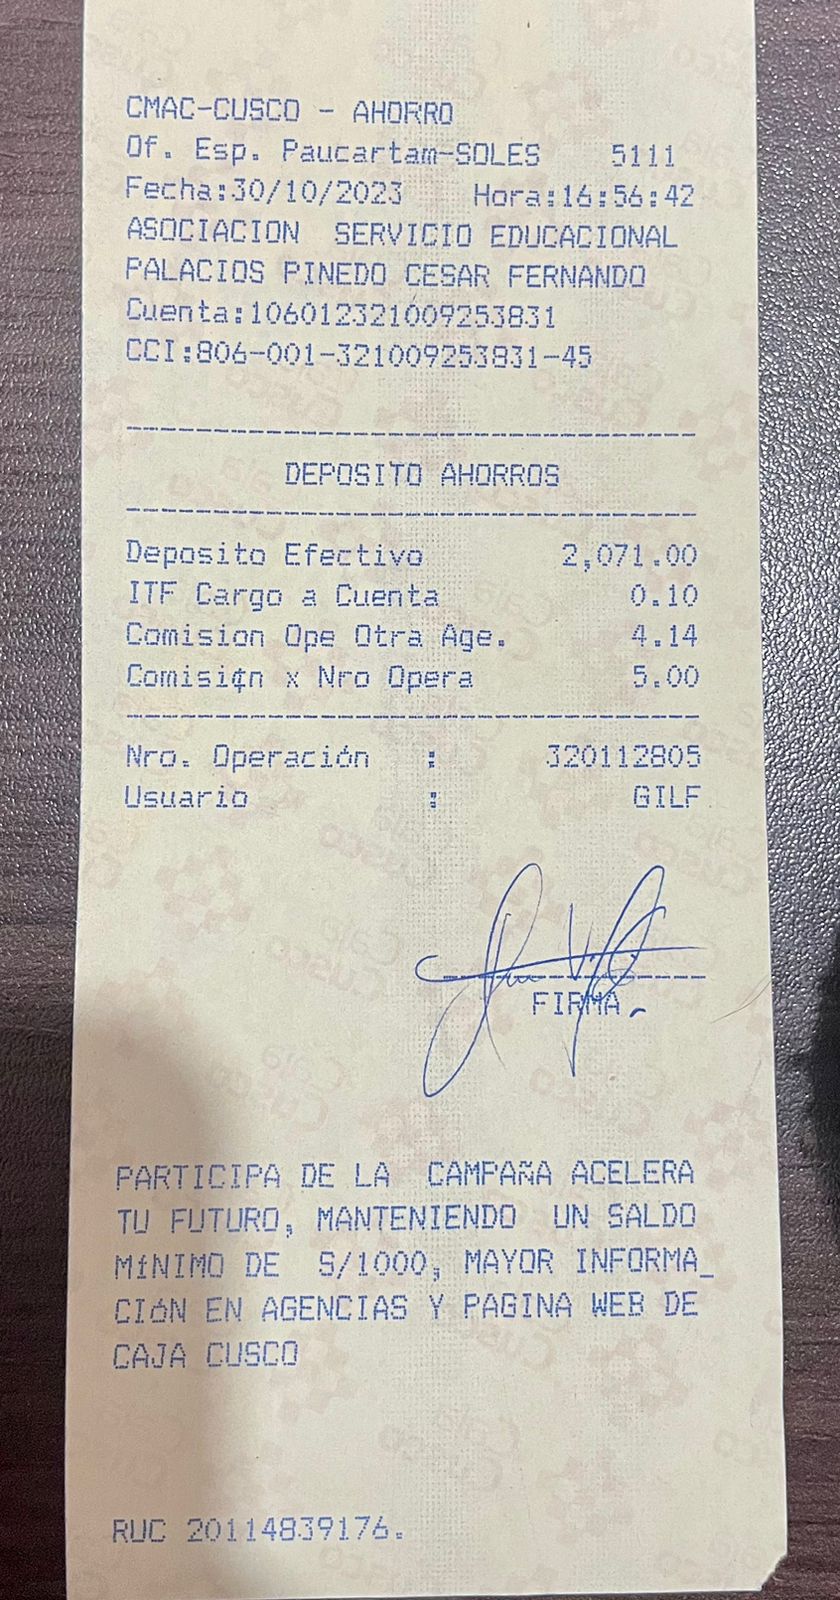 CMAC-CUSCO - AHORRO
Of. Esp. Paucartam-SOLES 5111
Fecha:30/10/2023 Hora:16:56:42
ASOCIACION SERVICIO EDUCACIONAL
PALACIOS PINEDO CESAR FERNANDO
Cuenta:106012321009253831
CCI:806-001-321009253831-45
DEPOSITO AHORROS
Deposito Efectivo 2,071.00
ITF Cargo a Cuenta 0.10
Comision Ope Otra Age. 4.14
Comisi¢n x Nro Opera 5.00
Nro. Operación : 320112805
Usuario : GILF
FIRMA
PARTICIPA DE LA CAMPAÑA ACELERA
TU FUTURO, MANTENIENDO UN SALDO
MíNIMO DE S/1000, MAYOR INFORMA_
CIóN EN AGENCIAS Y PAGINA WEB DE
CAJA CUSCO
RUC 20114839176.